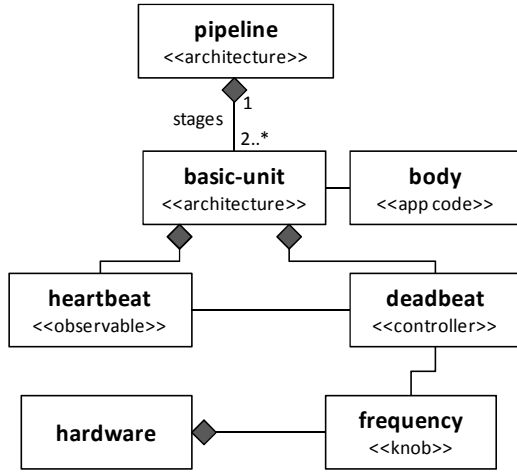 pipeline
<<architecture>>
1
stages
2..*
basic-unit
<<architecture>>
body
<<app code>>
heartbeat
<<observable>>
deadbeat
<<controller>>
hardware
frequency
<<knob>>